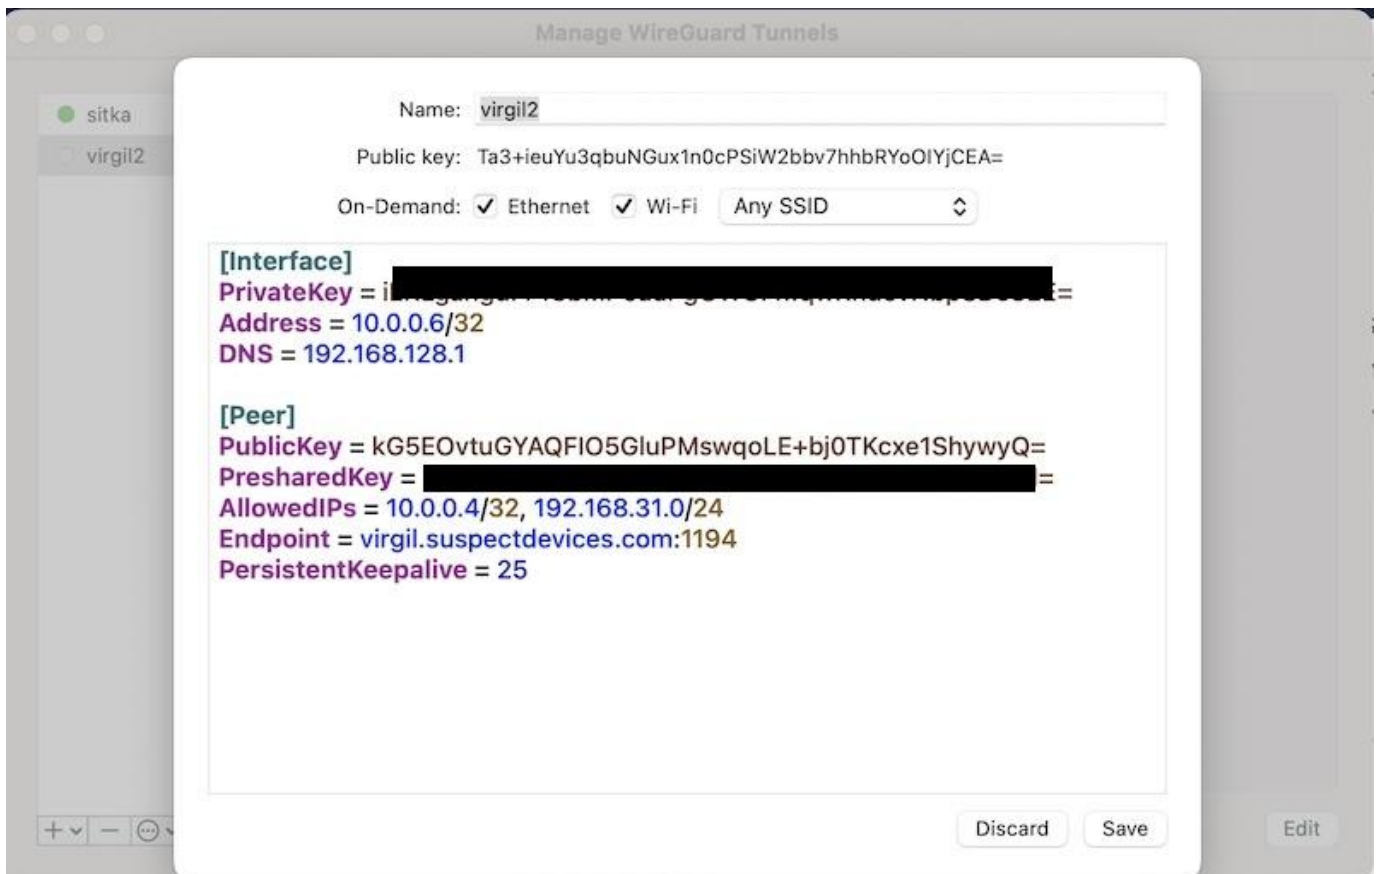 Manage WireGuard Tunnels
sitka
virgil2
Name: virgil2
Public key: Ta3+ieuYu3qbuNGux1n0cPSiW2bbv7hhbRYoOIYjCEA=
On-Demand: Ethernet Wi-Fi Any SSID
[Interface]
PrivateKey =
Address = 10.0.0.6/32
DNS = 192.168.128.1
[Peer]
PublicKey = kG5EOvtuGYAQFIO5GluPMswqoLE+bj0TKcxe1ShywyQ=
PresharedKey =
AllowedIPs = 10.0.0.4/32, 192.168.31.0/24
Endpoint = virgil.suspectdevices.com:1194
PersistentKeepalive = 25
Discard Save
Edit